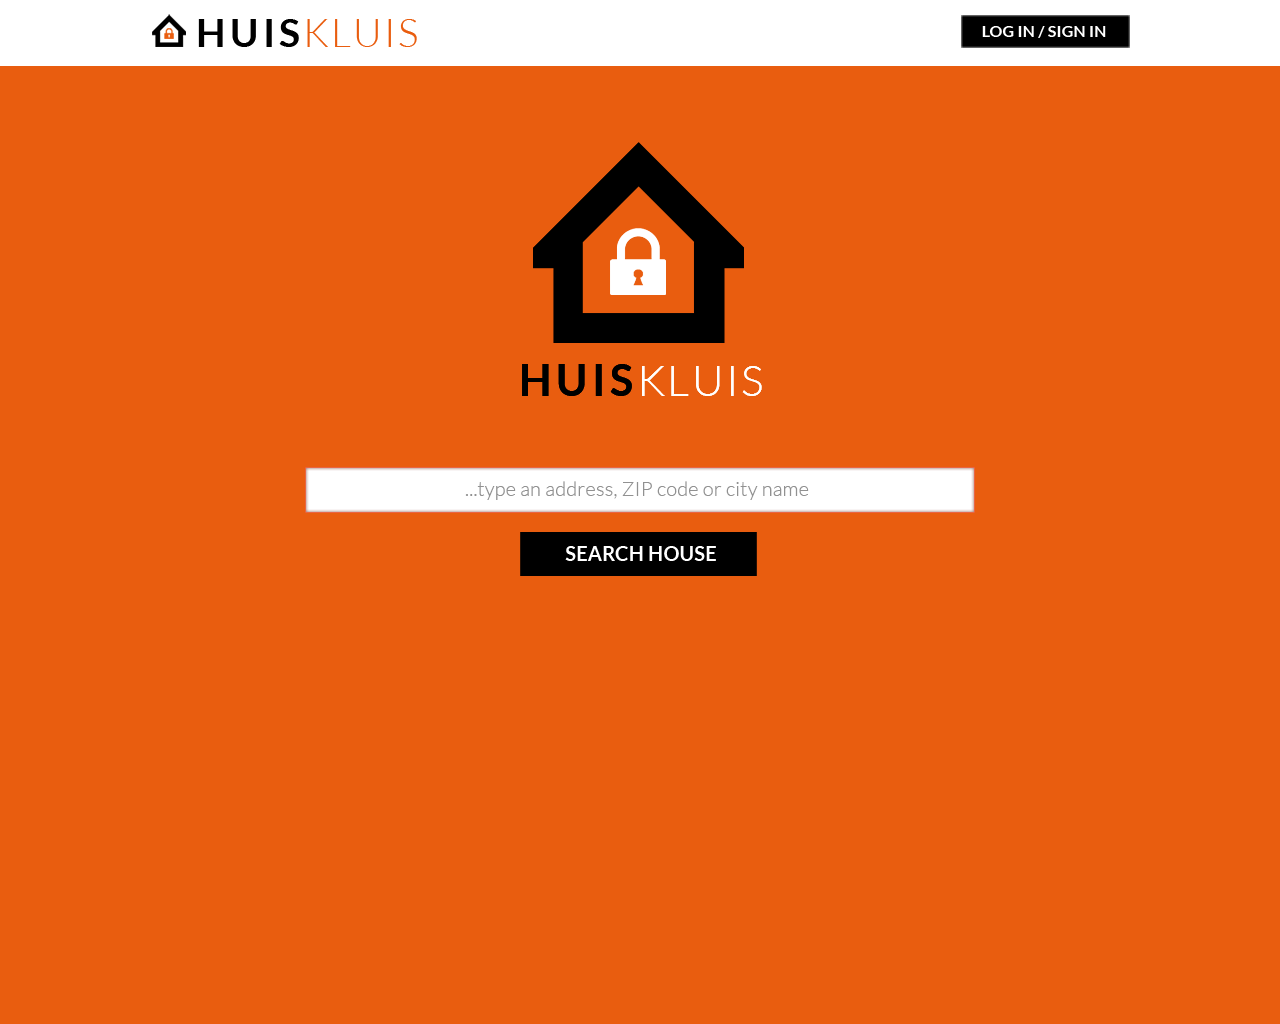 HUISKLUIS
LOG IN / SIGN IN
HUISKLUIS
...type an address, ZIP code or city name
SEARCH HOUSE